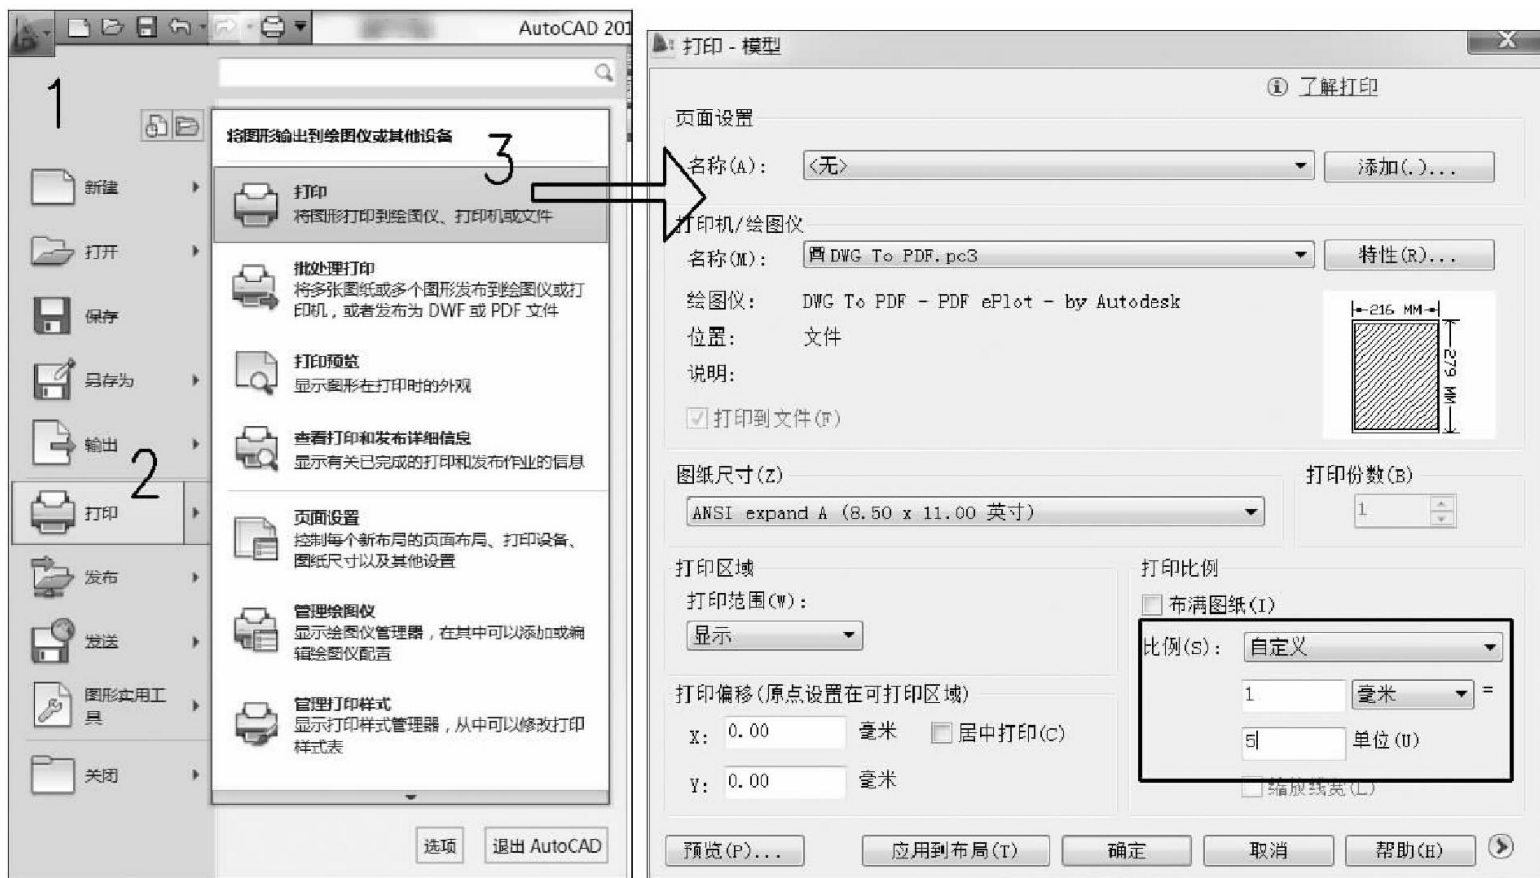 AutoCAD 201
1
将图形输出到绘图仪或其他设备
3
新建
打开
保存
另存为
输出
2
打印
发布
发送
图形实用工
具
关闭
打印
将图形打印到绘图仪、打印机或文件
批处理打印
将多张图纸或多个图形发布到绘图仪或打
印机，或者发布为 DWF 或 PDF 文件
打印预览
显示图形在打印时的外观
查看打印和发布详细信息
显示有关已完成的打印和发布作业的信息
页面设置
控制每个新布局的页面布局、打印设备、
图纸尺寸以及其他设置
管理绘图仪
显示绘图仪管理器，在其中可以添加或编
辑绘图仪配置
管理打印样式
显示打印样式管理器，从中可以修改打印
样式表
选项
退出 AutoCAD
打印 - 模型
X
了解打印
页面设置
名称(A): <无> 添加(.)...
打印机/绘图仪
名称(M): DWG To PDF.pc3 特性(R)...
绘图仪: DWG To PDF - PDF ePlot - by Autodesk
位置: 文件
说明:
打印到文件(F)
216 MM
279 MM
图纸尺寸(Z)
ANSI expand A (8.50 x 11.00 英寸)
打印份数(B)
1
打印区域
打印范围(W):
显示
打印偏移(原点设置在可打印区域)
X: 0.00 毫米 居中打印(C)
Y: 0.00 毫米
打印比例
布满图纸(I)
比例(S): 自定义
1 毫米 =
5 单位(U)
缩放线宽(L)
预览(P)... 应用到布局(T) 确定 取消 帮助(H)